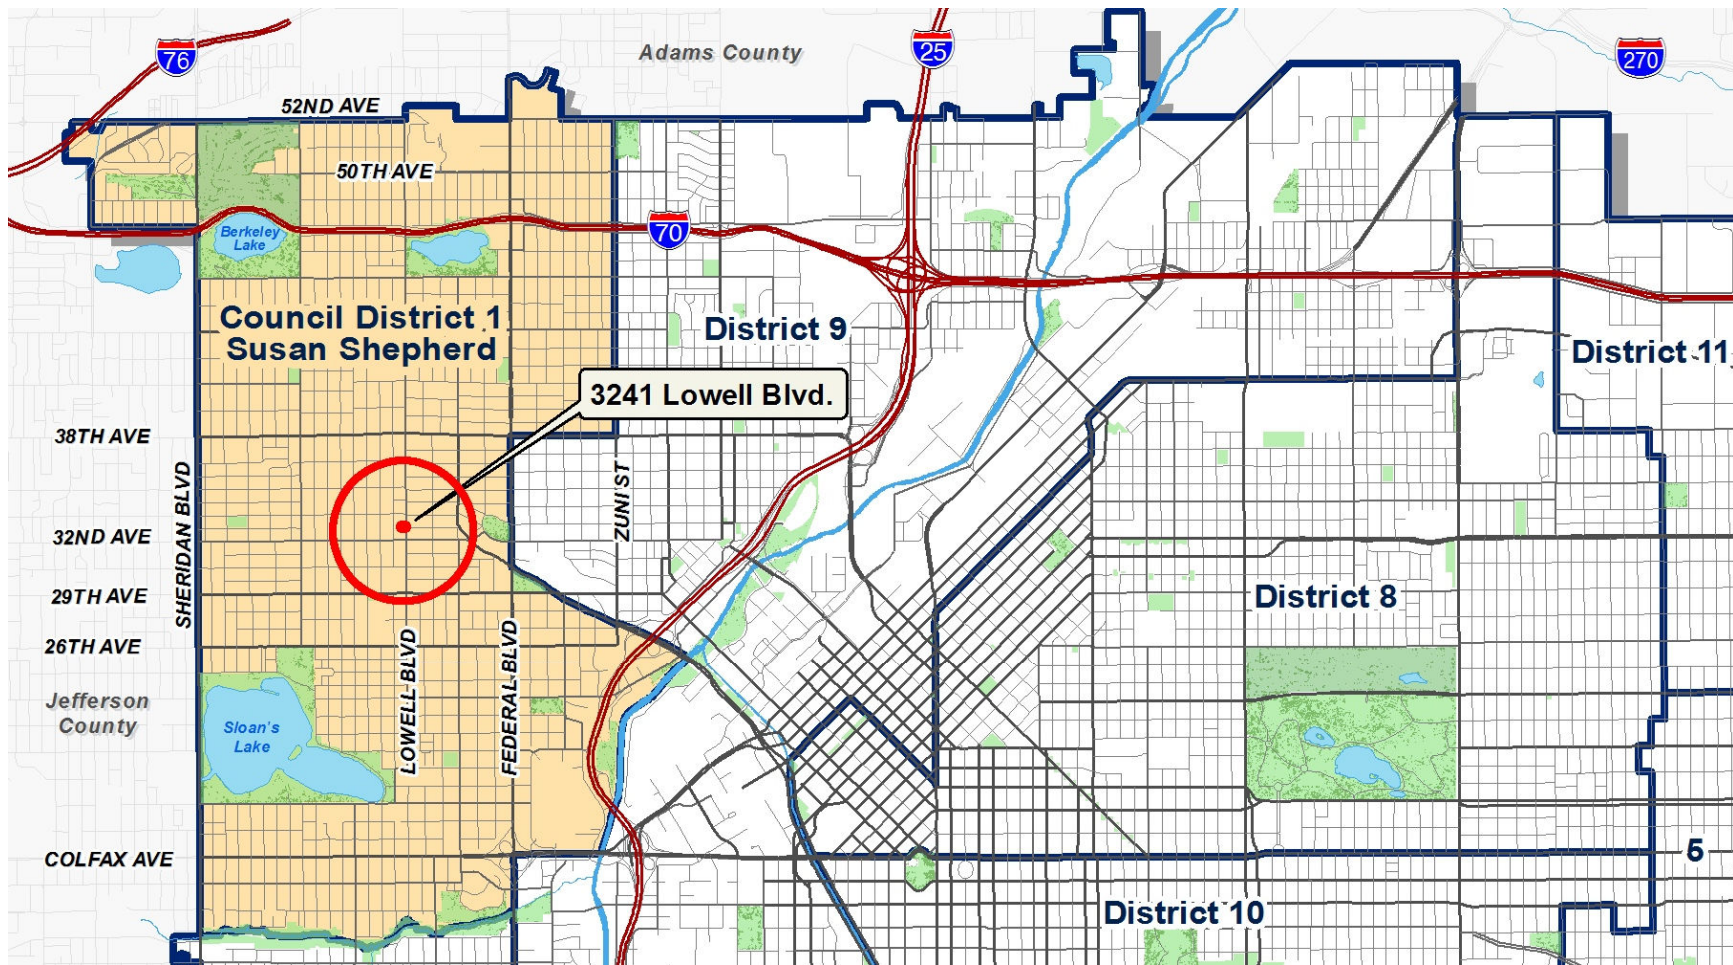 76
Adams County
25
270
52ND AVE
50TH AVE
70
Berkeley
Lake
Council District 1
Susan Shepherd
District 9
District 11
3241 Lowell Blvd.
38TH AVE
SHERIDAN BLVD
ZUNI ST
32ND AVE
29TH AVE
District 8
26TH AVE
LOWELL BLVD
FEDERAL BLVD
Jefferson
County
Sloan's
Lake
COLFAX AVE
5
District 10